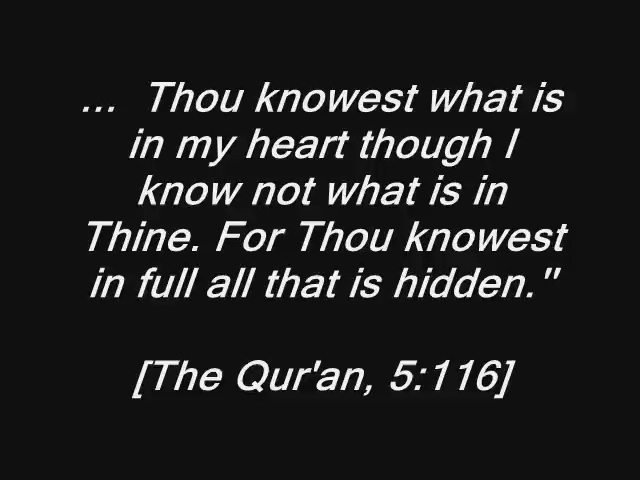 ... Thou knowest what is
in my heart though I
know not what is in
Thine. For Thou knowest
in full all that is hidden."
[The Qur'an, 5:116]